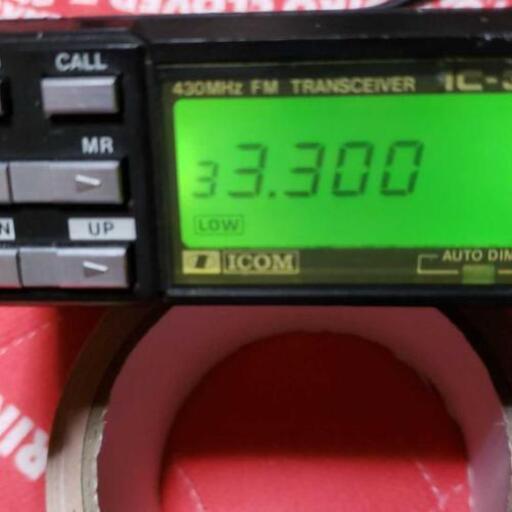 CALL
430MHz FM TRANSCEIVER
MR
33.300
LOW
UP
ICOM
AUTO DIM